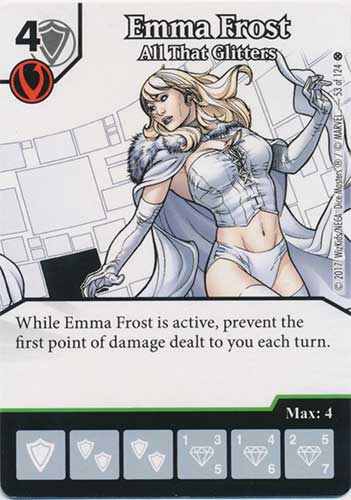 4
Emma Frost
All That Glitters
53 of 124
© MARVEL
© 2017 WizKids/NECA Dice Masters ®/
While Emma Frost is active, prevent the
first point of damage dealt to you each turn.
Max: 4
1 3 5
1 4 6
2 5 7